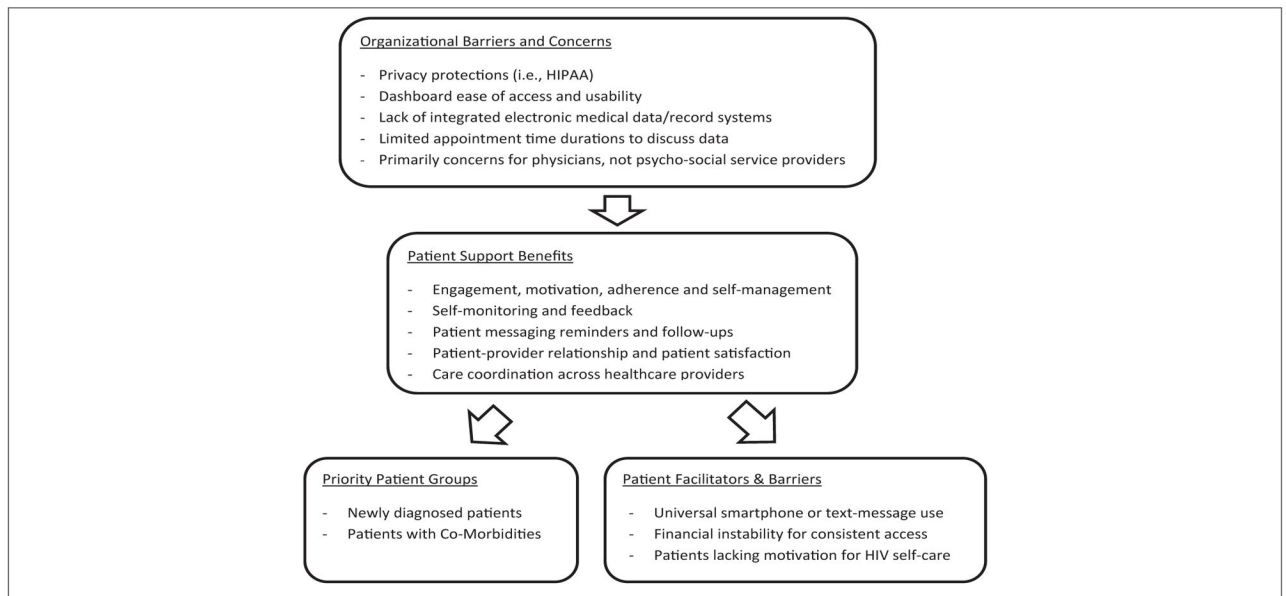 Organizational Barriers and Concerns
- Privacy protections (i.e., HIPAA)
- Dashboard ease of access and usability
- Lack of integrated electronic medical data/record systems
- Limited appointment time durations to discuss data
- Primarily concerns for physicians, not psycho-social service providers
Patient Support Benefits
- Engagement, motivation, adherence and self-management
- Self-monitoring and feedback
- Patient messaging reminders and follow-ups
- Patient-provider relationship and patient satisfaction
- Care coordination across healthcare providers
Priority Patient Groups
- Newly diagnosed patients
- Patients with Co-Morbidities
Patient Facilitators & Barriers
- Universal smartphone or text-message use
- Financial instability for consistent access
- Patients lacking motivation for HIV self-care